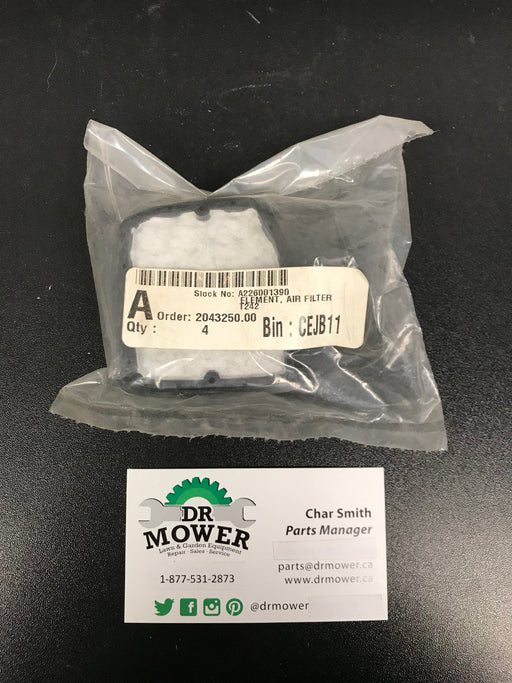 Stock No: A226001390
ELEMENT, AIR FILTER
T242
A
Order: 2043250.00
Qty : 4
Bin : CEJB11
DR
MOWER
Lawn & Garden Equipment
Repair · Sales · Service
1-877-531-2873
Char Smith
Parts Manager
parts@drmower.ca
www.drmower.ca
@drmower